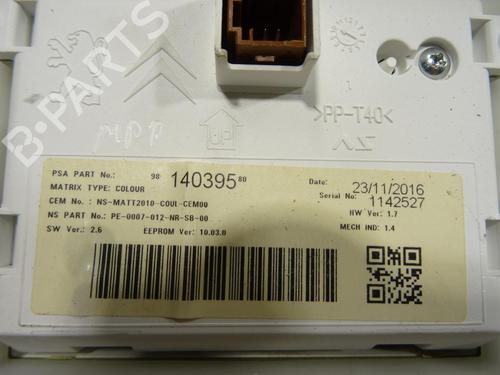 B-PARTS
>PP-T40<
PSA PART No.: 98 140395 80
MATRIX TYPE: COLOUR
CEM No.: NS-MATT2010-COUL-CEM00
NS PART No.: PE-0007-012-NR-SB-00
SW Ver.: 2.6 EEPROM Ver: 10.03.0
Date: 23/11/2016
Serial No.: 1142527
HW Ver: 1.7
MECH IND: 1.4